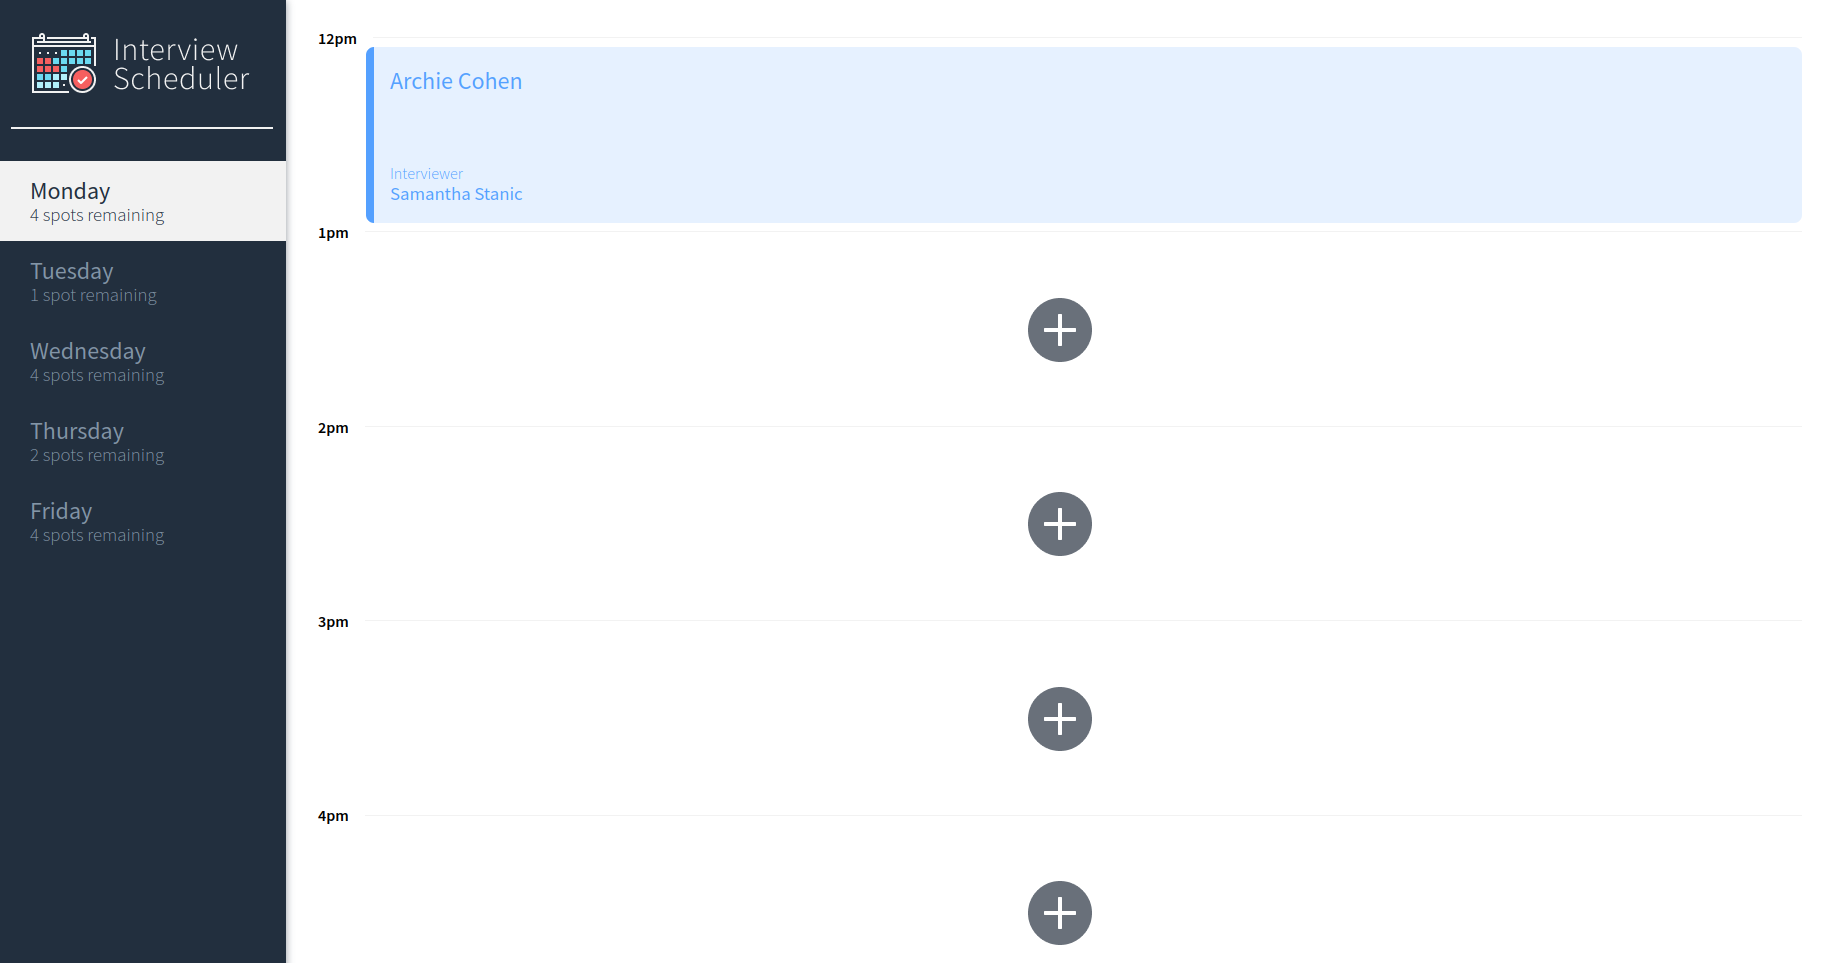 Interview
Scheduler
Monday
4 spots remaining
Tuesday
1 spot remaining
Wednesday
4 spots remaining
Thursday
2 spots remaining
Friday
4 spots remaining
12pm
Archie Cohen
Interviewer
Samantha Stanic
1pm
2pm
3pm
4pm